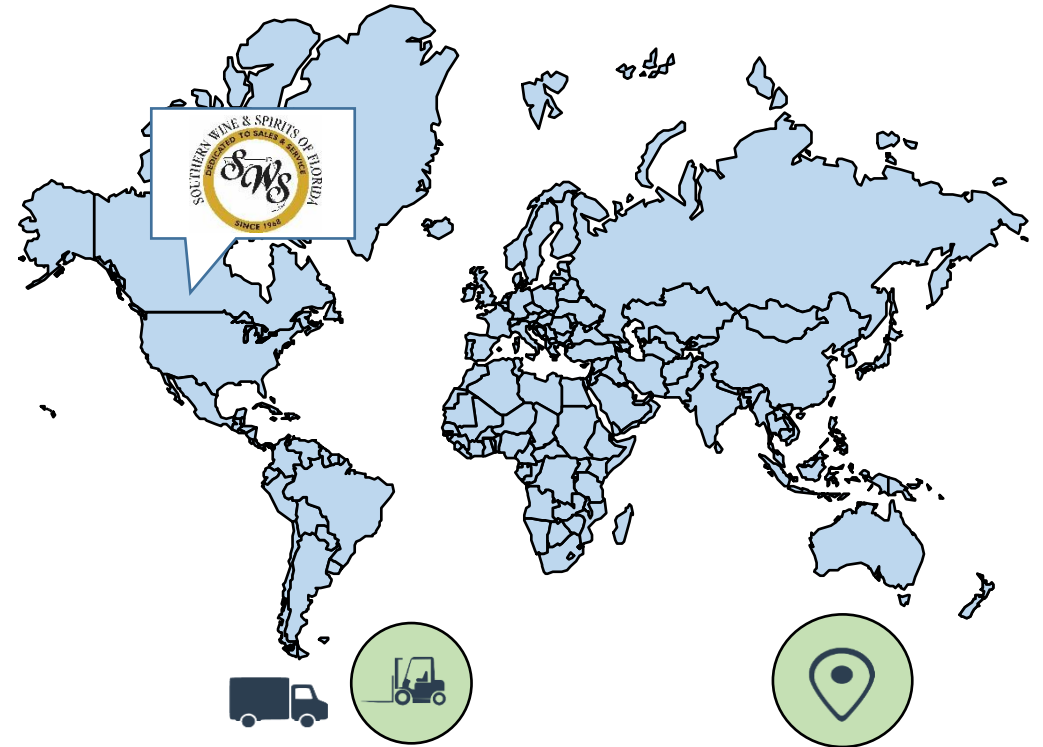 SOUTHERN WINE & SPIRITS OF FLORIDA
DEDICATED TO SALES & SERVICE
SWS
SINCE 1968